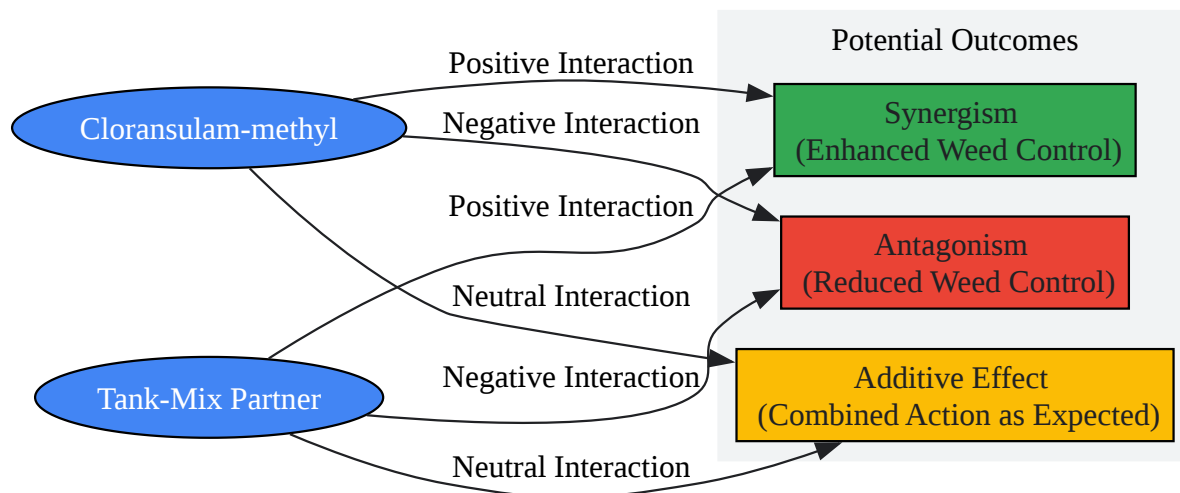 Potential Outcomes
Positive Interaction
Cloransulam-methyl
Synergism
(Enhanced Weed Control)
Negative Interaction
Positive Interaction
Antagonism
(Reduced Weed Control)
Neutral Interaction
Negative Interaction
Tank-Mix Partner
Additive Effect
(Combined Action as Expected)
Neutral Interaction